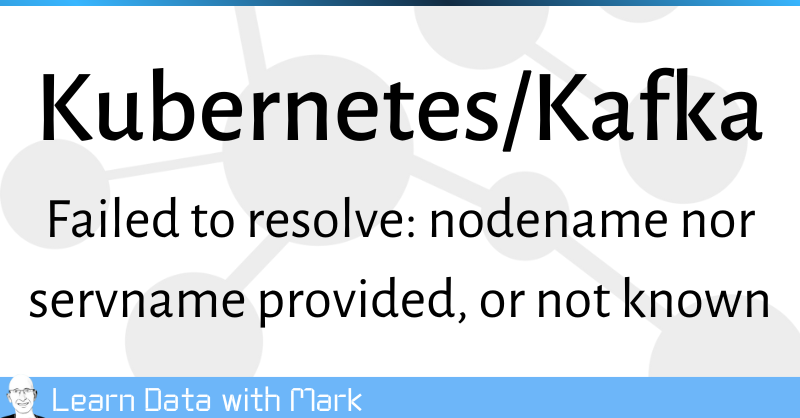 Kubernetes/Kafka
Failed to resolve: nodename nor
servname provided, or not known
Learn Data with Mark